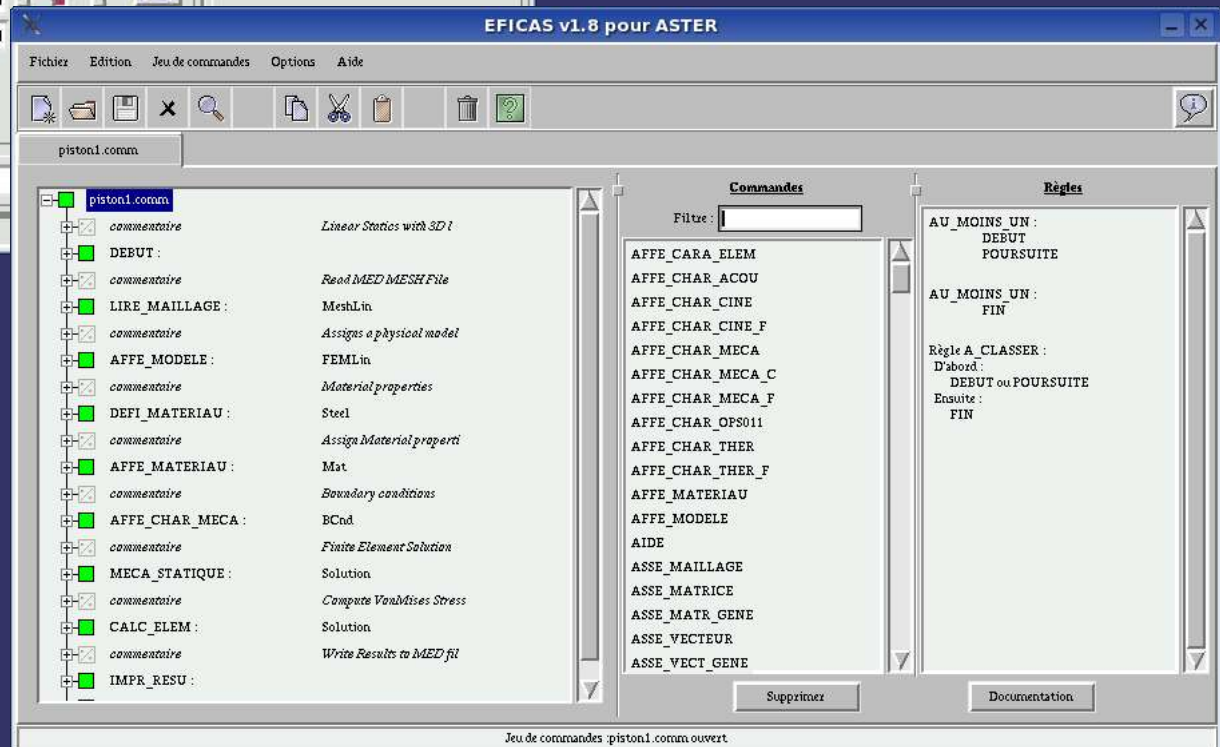 EFICAS v1.8 pour ASTER
Fichier Edition Jeu de commandes Options Aide
piston1.comm
piston1.comm
commentaire Linear Statics with 3D l
DEBUT :
commentaire Read MED MESH File
LIRE_MAILLAGE : MeshLin
commentaire Assigns a physical model
AFFE_MODELE : FEMLin
commentaire Material properties
DEFI_MATERIAU : Steel
commentaire Assign Material properti
AFFE_MATERIAU : Mat
commentaire Boundary conditions
AFFE_CHAR_MECA : BCnd
commentaire Finite Element Solution
MECA_STATIQUE : Solution
commentaire Compute VonMises Stress
CALC_ELEM : Solution
commentaire Write Results to MED fil
IMPR_RESU :
Commandes
Filtre :
AFFE_CARA_ELEM
AFFE_CHAR_ACOU
AFFE_CHAR_CINE
AFFE_CHAR_CINE_F
AFFE_CHAR_MECA
AFFE_CHAR_MECA_C
AFFE_CHAR_MECA_F
AFFE_CHAR_OPS011
AFFE_CHAR_THER
AFFE_CHAR_THER_F
AFFE_MATERIAU
AFFE_MODELE
AIDE
ASSE_MAILLAGE
ASSE_MATRICE
ASSE_MATR_GENE
ASSE_VECTEUR
ASSE_VECT_GENE
Supprimer
Règles
AU_MOINS_UN :
DEBUT
POURSUITE
AU_MOINS_UN :
FIN
Règle A_CLASSER :
D'abord :
DEBUT ou POURSUITE
Ensuite :
FIN
Documentation
Jeu de commandes :piston1.comm ouvert